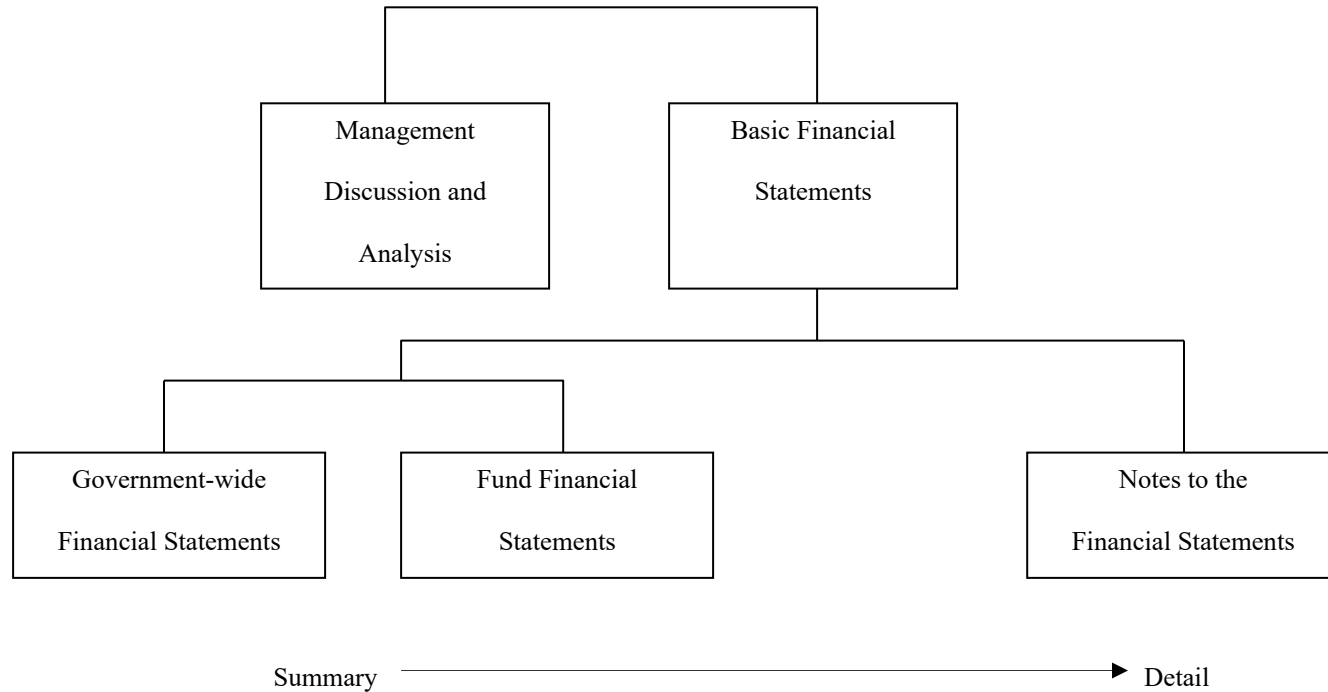 Management
Discussion and
Analysis
Basic Financial
Statements
Government-wide
Financial Statements
Fund Financial
Statements
Notes to the
Financial Statements
Summary
Detail